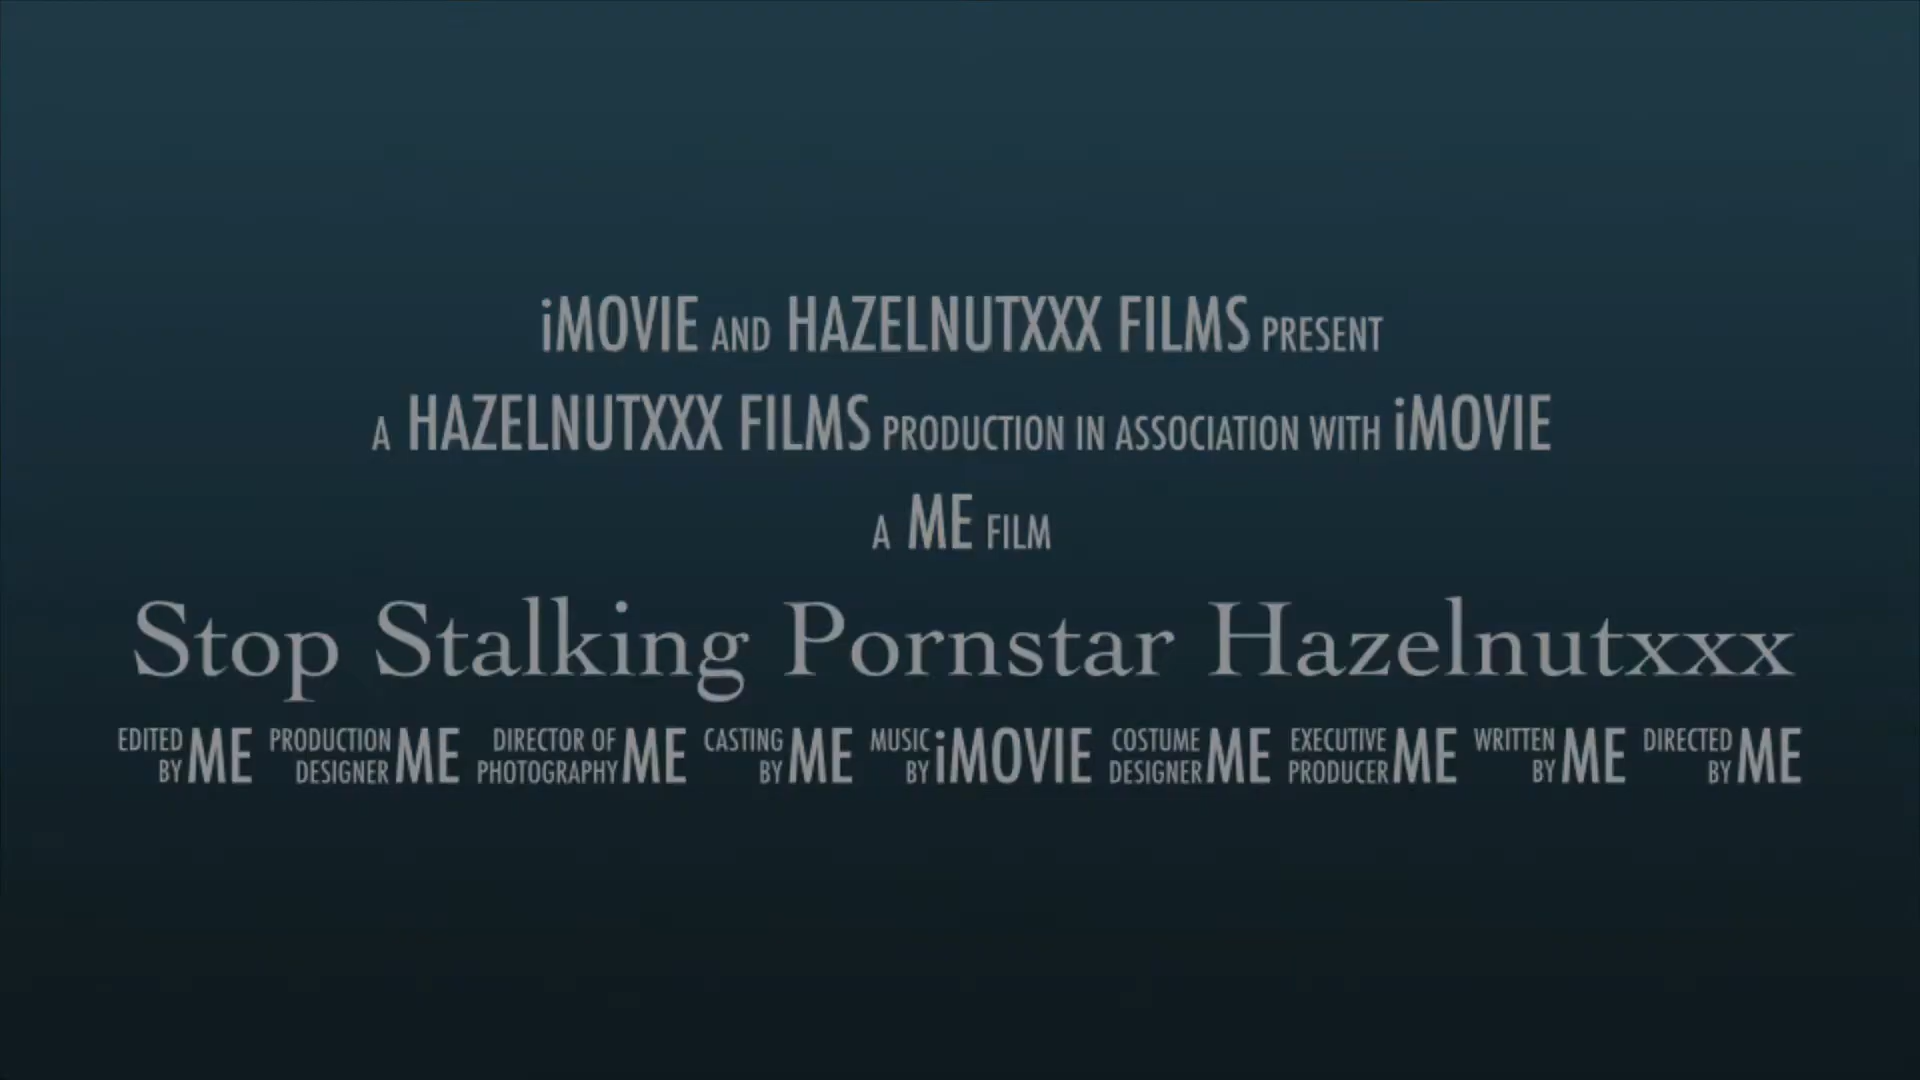 iMOVIE AND HAZELNUTXXX FILMS PRESENT
A HAZELNUTXXX FILMS PRODUCTION IN ASSOCIATION WITH iMOVIE
A ME FILM
Stop Stalking Pornstar Hazelnutxxx
EDITED BY ME PRODUCTION DESIGNER ME DIRECTOR OF PHOTOGRAPHY ME CASTING BY ME MUSIC BY iMOVIE COSTUME DESIGNER ME EXECUTIVE PRODUCER ME WRITTEN BY ME DIRECTED BY ME